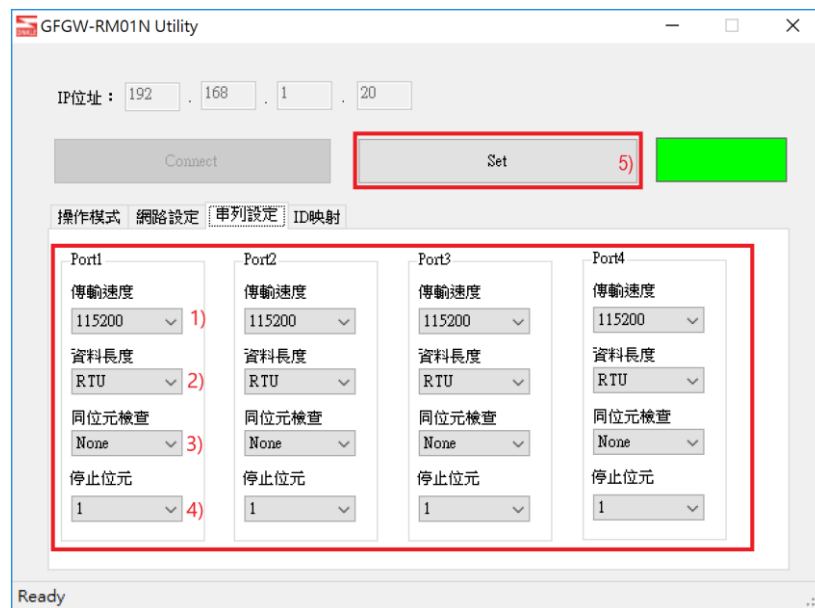 GFGW-RM01N Utility
IP位址： 192 . 168 . 1 . 20
Connect Set 5)
操作模式 網路設定 串列設定 ID映射
Port1 Port2 Port3 Port4
傳輸速度 傳輸速度 傳輸速度 傳輸速度
115200 1) 115200 115200 115200
資料長度 資料長度 資料長度 資料長度
RTU 2) RTU RTU RTU
同位元檢查 同位元檢查 同位元檢查 同位元檢查
None 3) None None None
停止位元 停止位元 停止位元 停止位元
1 4) 1 1 1
Ready